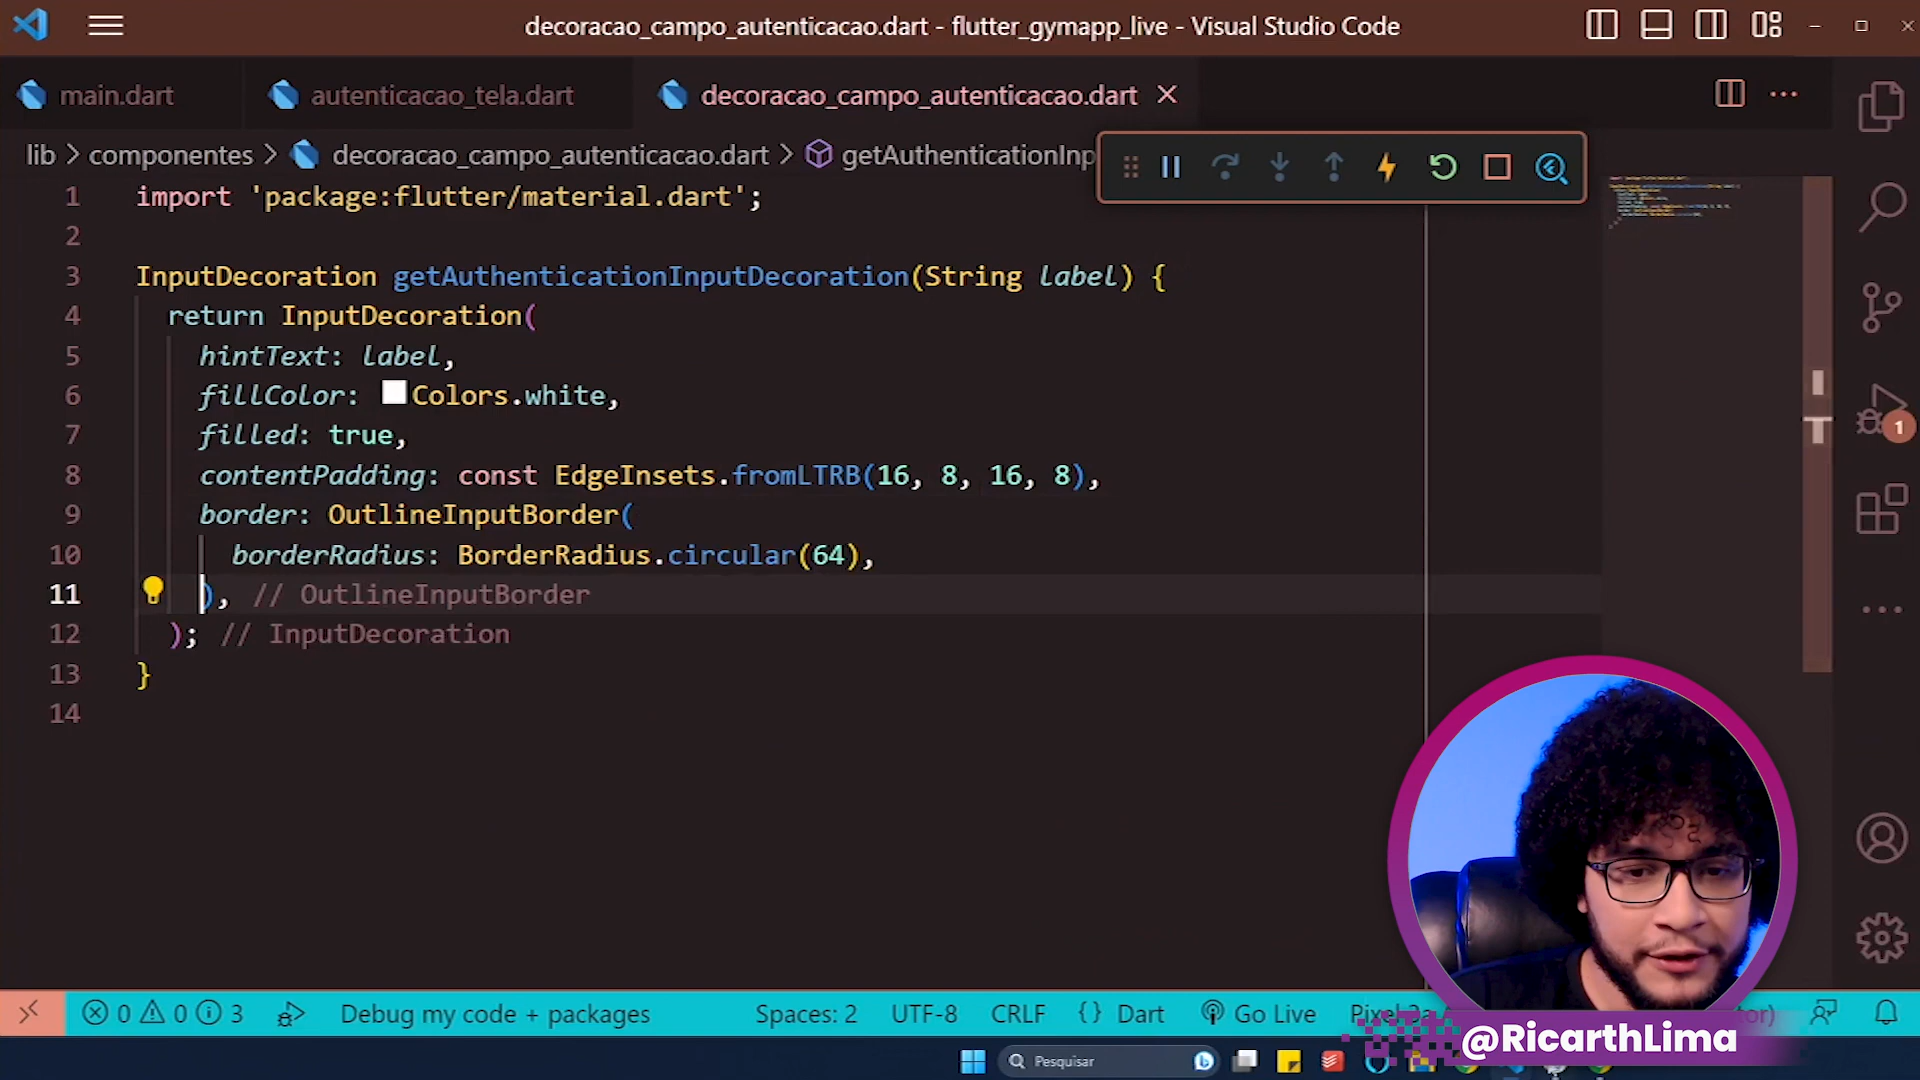 decoracao_campo_autenticacao.dart - flutter_gymapp_live - Visual Studio Code
main.dart
autenticacao_tela.dart
decoracao_campo_autenticacao.dart
lib > componentes > decoracao_campo_autenticacao.dart > getAuthenticationInp
1 import 'package:flutter/material.dart';
2
3 InputDecoration getAuthenticationInputDecoration(String label) {
4 return InputDecoration(
5 hintText: label,
6 fillColor: Colors.white,
7 filled: true,
8 contentPadding: const EdgeInsets.fromLTRB(16, 8, 16, 8),
9 border: OutlineInputBorder(
10 borderRadius: BorderRadius.circular(64),
11 ), // OutlineInputBorder
12 ); // InputDecoration
13 }
14
1
0 0 3 Debug my code + packages Spaces: 2 UTF-8 CRLF {} Dart Go Live
@RicarthLima
Pesquisar